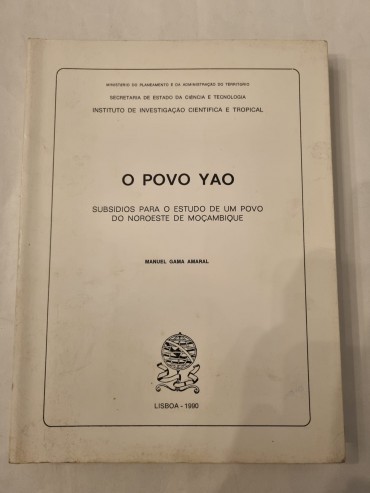 MINISTÉRIO DO PLANEAMENTO E DA ADMINISTRAÇÃO DO TERRITÓRIO
SECRETARIA DE ESTADO DA CIÊNCIA E TECNOLOGIA
INSTITUTO DE INVESTIGAÇÃO CIENTÍFICA E TROPICAL
O POVO YAO
SUBSÍDIOS PARA O ESTUDO DE UM POVO
DO NOROESTE DE MOÇAMBIQUE
MANUEL GAMA AMARAL
LISBOA - 1990